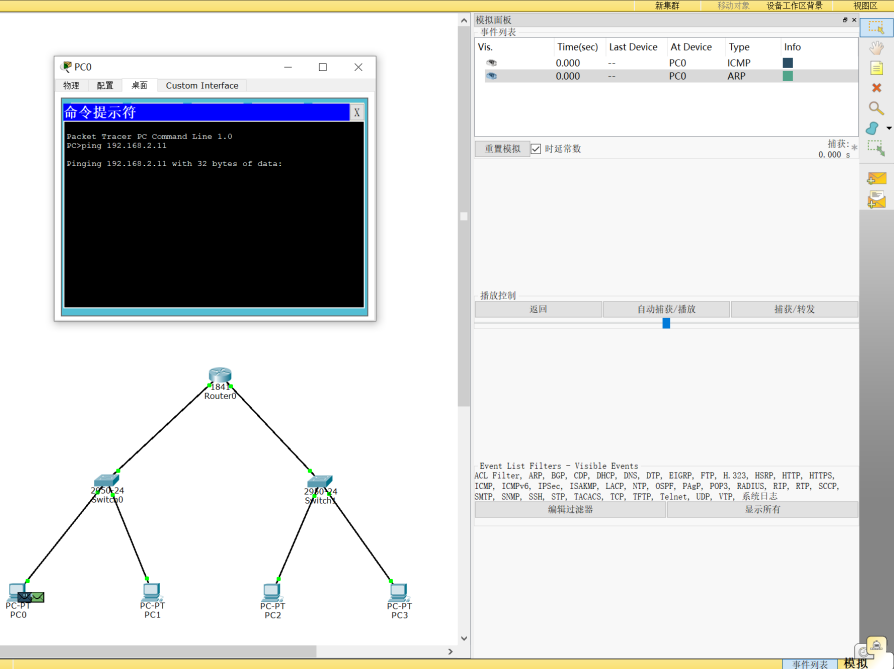 新集群 移动对象 设备工作区背景 视图区
模拟面板
事件列表
Vis. Time(sec) Last Device At Device Type Info
0.000 -- PC0 ICMP
0.000 -- PC0 ARP
重置模拟 时延常数 捕获: *
0.000 s
PC0
物理 配置 桌面 Custom Interface
命令提示符 X
Packet Tracer PC Command Line 1.0
PC>ping 192.168.2.11
Pinging 192.168.2.11 with 32 bytes of data:
播放控制
返回 自动捕获/播放 捕获/转发
1841
Router0
2950-24
Switch0
2950-24
Switch1
PC-PT
PC0
PC-PT
PC1
PC-PT
PC2
PC-PT
PC3
Event List Filters - Visible Events
ACL Filter, ARP, BGP, CDP, DHCP, DNS, DTP, EIGRP, FTP, H.323, HSRP, HTTP, HTTPS,
ICMP, ICMPv6, IPSec, ISAKMP, LACP, NTP, OSPF, PAgP, POP3, RADIUS, RIP, RTP, SCCP,
SMTP, SNMP, SSH, STP, TACACS, TCP, TFTP, Telnet, UDP, VTP, 系统日志
编辑过滤器 显示所有
事件列表 模拟